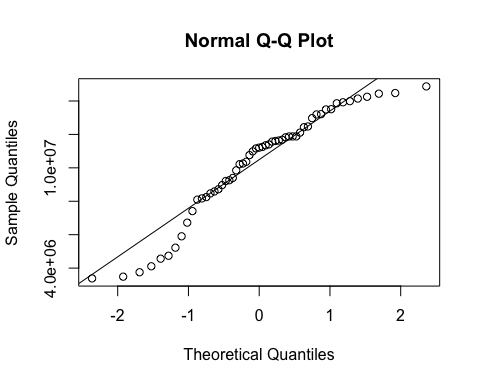 Normal Q-Q Plot
Sample Quantiles
1.0e+07
4.0e+06
-2 -1 0 1 2
Theoretical Quantiles